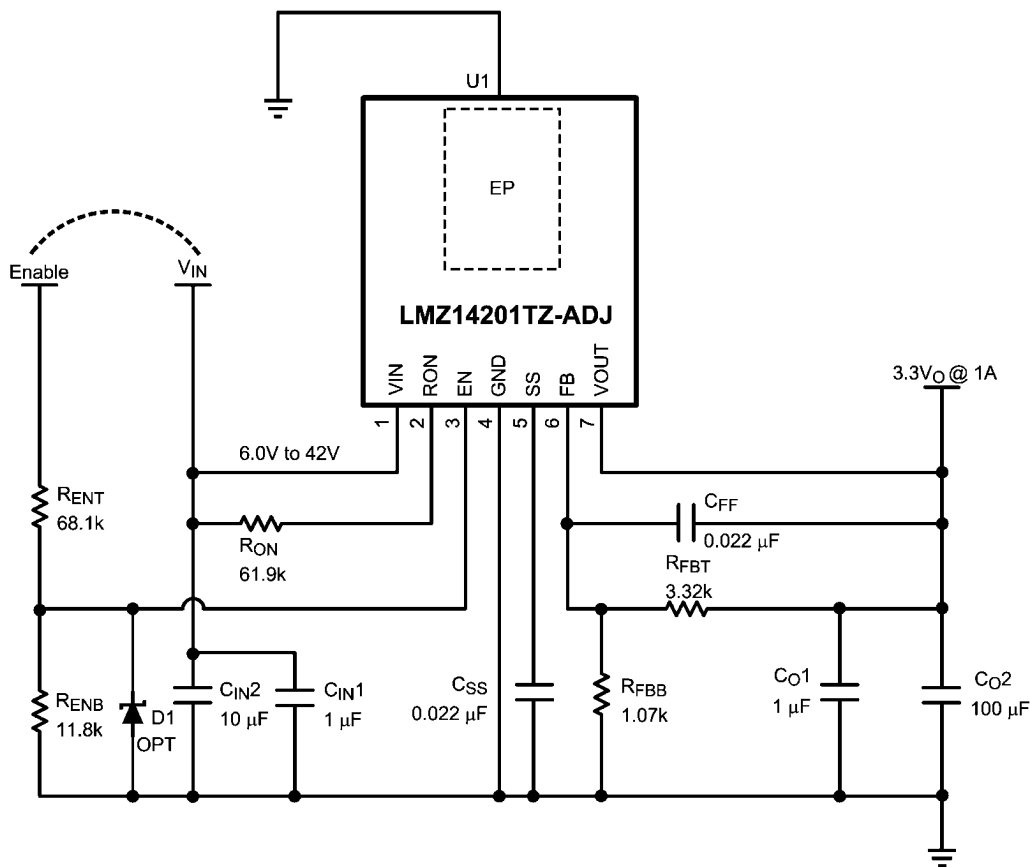 U1
EP
LMZ14201TZ-ADJ
VIN
RON
EN
GND
SS
FB
VOUT
1
2
3
4
5
6
7
Enable
VIN
3.3VO @ 1A
6.0V to 42V
RENT
68.1k
RON
61.9k
CFF
0.022 μF
RFBT
3.32k
RENB
11.8k
D1
OPT
CIN2
10 μF
CIN1
1 μF
CSS
0.022 μF
RFBB
1.07k
CO1
1 μF
CO2
100 μF